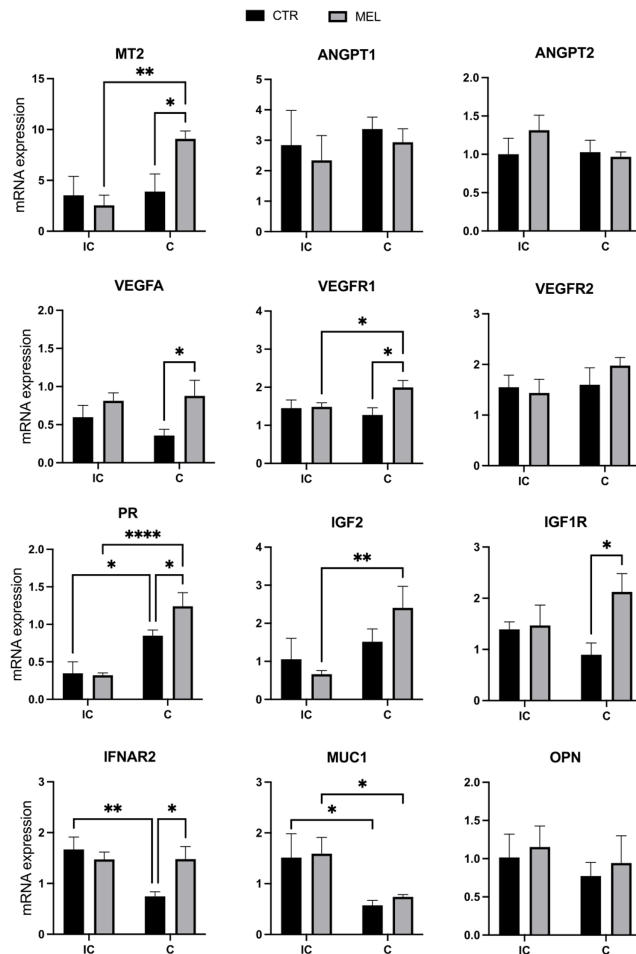 CTR MEL
MT2
mRNA expression
15
10
5
0
**
*
IC C
ANGPT1
5
4
3
2
1
0
IC C
ANGPT2
2.0
1.5
1.0
0.5
0.0
IC C
VEGFA
mRNA expression
2.0
1.5
1.0
0.5
0.0
*
IC C
VEGFR1
4
3
2
1
0
*
*
IC C
VEGFR2
3
2
1
0
IC C
PR
mRNA expression
2.0
1.5
1.0
0.5
0.0
****
*
*
IC C
IGF2
4
3
2
1
0
**
IC C
IGF1R
3
2
1
0
*
IC C
IFNAR2
mRNA expression
3
2
1
0
**
*
IC C
MUC1
3
2
1
0
*
*
IC C
OPN
2.0
1.5
1.0
0.5
0.0
IC C